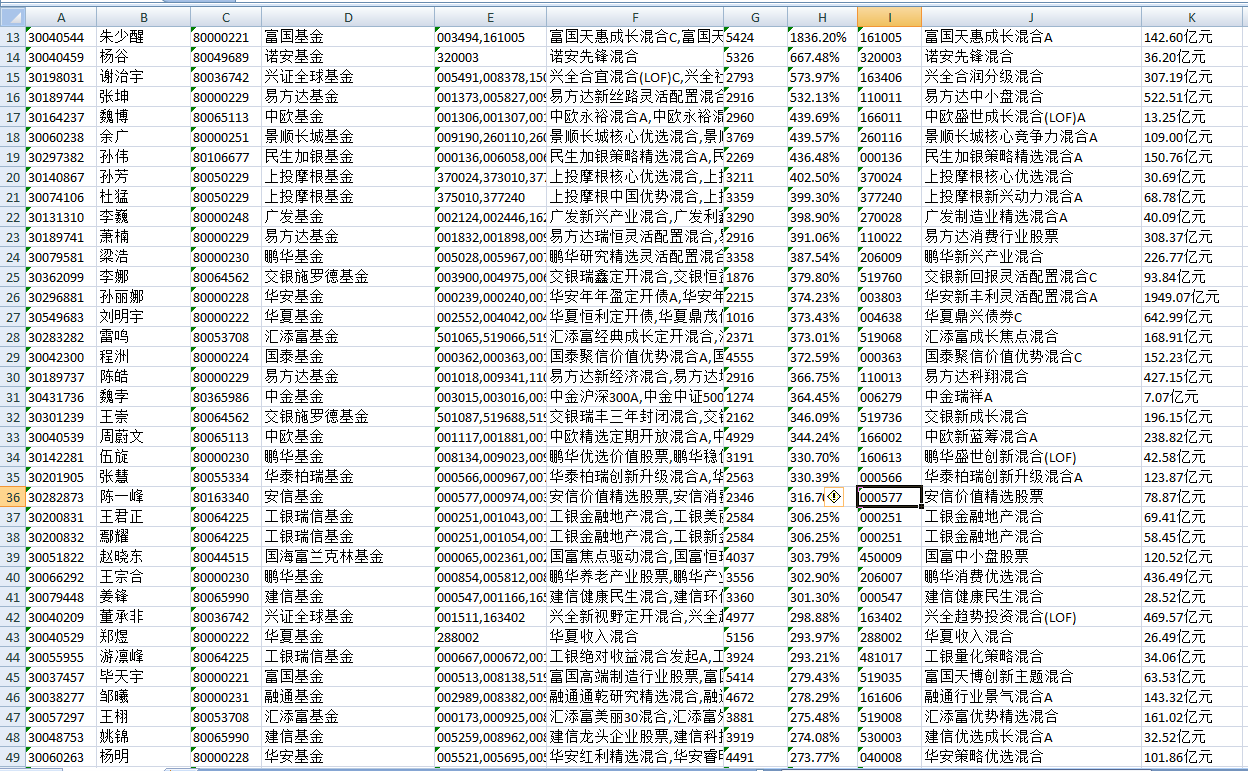 A B C D E F G H I J K
13 30040544 朱少醒 80000221 富国基金 003494,161005 富国天惠成长混合C,富国天 5424 1836.20% 161005 富国天惠成长混合A 142.60亿元
14 30040459 杨谷 80049689 诺安基金 320003 诺安先锋混合 5326 667.48% 320003 诺安先锋混合 36.20亿元
15 30198031 谢治宇 80036742 兴证全球基金 005491,008378,150 兴全合宜混合(LOF)C,兴全社 2793 573.97% 163406 兴全合润分级混合 307.19亿元
16 30189744 张坤 80000229 易方达基金 001373,005827,009 易方达新丝路灵活配置混合 2916 532.13% 110011 易方达中小盘混合 522.51亿元
17 30164237 魏博 80065113 中欧基金 001306,001307,001 中欧永裕混合A,中欧永裕混 2960 439.69% 166011 中欧盛世成长混合(LOF)A 13.25亿元
18 30060238 余广 80000251 景顺长城基金 009190,260110,260 景顺长城核心优选混合,景顺 3769 439.57% 260116 景顺长城核心竞争力混合A 109.00亿元
19 30297382 孙伟 80106677 民生加银基金 000136,006058,006 民生加银策略精选混合A,民 2269 436.48% 000136 民生加银策略精选混合A 150.76亿元
20 30140867 孙芳 80050229 上投摩根基金 370024,373010,377 上投摩根核心优选混合,上投 3211 402.50% 370024 上投摩根核心优选混合 30.69亿元
21 30074106 杜猛 80050229 上投摩根基金 375010,377240 上投摩根中国优势混合,上投 3359 399.30% 377240 上投摩根新兴动力混合A 68.78亿元
22 30131310 李巍 80000248 广发基金 002124,002446,162 广发新兴产业混合,广发利鑫 3290 398.90% 270028 广发制造业精选混合A 40.09亿元
23 30189741 萧楠 80000229 易方达基金 001832,001898,009 易方达瑞恒灵活配置混合,易 2916 391.06% 110022 易方达消费行业股票 308.37亿元
24 30079581 梁浩 80000230 鹏华基金 005028,005967,007 鹏华研究精选灵活配置混合 3358 387.54% 206009 鹏华新兴产业混合 226.77亿元
25 30362099 李娜 80064562 交银施罗德基金 003900,004975,006 交银瑞鑫定开混合,交银恒益 1876 379.80% 519760 交银新回报灵活配置混合C 93.84亿元
26 30296881 孙丽娜 80000228 华安基金 000239,000240,001 华安年年盈定开债A,华安年 2215 374.23% 003803 华安新丰利灵活配置混合A 1949.07亿元
27 30549683 刘明宇 80000222 华夏基金 002552,004042,004 华夏恒利定开债,华夏鼎茂债 1016 373.43% 004638 华夏鼎兴债券C 642.99亿元
28 30283282 雷鸣 80053708 汇添富基金 501065,519066,519 汇添富经典成长定开混合, 2371 373.01% 519068 汇添富成长焦点混合 168.91亿元
29 30042300 程洲 80000224 国泰基金 000362,000363,001 国泰聚信价值优势混合A,国 4555 372.59% 000363 国泰聚信价值优势混合C 152.23亿元
30 30189737 陈皓 80000229 易方达基金 001018,009341,110 易方达新经济混合,易方达 2916 366.75% 110013 易方达科翔混合 427.15亿元
31 30431736 魏孛 80365986 中金基金 003015,003016,003 中金沪深300A,中金中证500 1274 364.45% 006279 中金瑞祥A 7.07亿元
32 30301239 王崇 80064562 交银施罗德基金 501087,519688,519 交银瑞丰三年封闭混合,交银 2162 346.09% 519736 交银新成长混合 196.15亿元
33 30040539 周蔚文 80065113 中欧基金 001117,001881,001 中欧精选定期开放混合A,中 4929 344.24% 166002 中欧新蓝筹混合A 238.82亿元
34 30142281 伍旋 80000230 鹏华基金 008134,009023,009 鹏华优选价值股票,鹏华稳 3191 330.70% 160613 鹏华盛世创新混合(LOF) 42.58亿元
35 30201905 张慧 80055334 华泰柏瑞基金 000566,000967,007 华泰柏瑞创新升级混合A,华 2563 330.39% 000566 华泰柏瑞创新升级混合A 123.87亿元
36 30282873 陈一峰 80163340 安信基金 000577,000974,003 安信价值精选股票,安信消 2346 316.7 000577 安信价值精选股票 78.87亿元
37 30200831 王君正 80064225 工银瑞信基金 000251,001043,001 工银金融地产混合,工银美 2584 306.25% 000251 工银金融地产混合 69.41亿元
38 30200832 鄢耀 80064225 工银瑞信基金 000251,001054,001 工银金融地产混合,工银新金 2584 306.25% 000251 工银金融地产混合 58.45亿元
39 30051822 赵晓东 80044515 国海富兰克林基金 000065,002361,002 国富焦点驱动混合,国富恒 4037 303.79% 450009 国富中小盘股票 120.52亿元
40 30066292 王宗合 80000230 鹏华基金 000854,005812,008 鹏华养老产业股票,鹏华产业 3556 302.90% 206007 鹏华消费优选混合 436.49亿元
41 30079448 姜锋 80065990 建信基金 000547,001166,165 建信健康民生混合,建信环保 3360 301.30% 000547 建信健康民生混合 28.52亿元
42 30040209 董承非 80036742 兴证全球基金 001511,163402 兴全新视野定开混合,兴全趋 4977 298.88% 163402 兴全趋势投资混合(LOF) 469.57亿元
43 30040529 郑煜 80000222 华夏基金 288002 华夏收入混合 5156 293.97% 288002 华夏收入混合 26.49亿元
44 30055955 游凛峰 80064225 工银瑞信基金 000667,000672,001 工银绝对收益混合发起A,工 3924 293.21% 481017 工银量化策略混合 34.06亿元
45 30037457 毕天宇 80000221 富国基金 000513,008138,519 富国高端制造行业股票,富国 5414 279.43% 519035 富国天博创新主题混合 63.53亿元
46 30038277 邹曦 80000231 融通基金 002989,008382,009 融通通乾研究精选混合,融通 4672 278.29% 161606 融通行业景气混合A 143.32亿元
47 30057297 王栩 80053708 汇添富基金 000173,000925,008 汇添富美丽30混合,汇添富外 3881 275.48% 519008 汇添富优势精选混合 161.02亿元
48 30048753 姚锦 80065990 建信基金 005259,008962,008 建信龙头企业股票,建信科技 3919 274.08% 530003 建信优选成长混合A 32.52亿元
49 30060263 杨明 80000228 华安基金 005521,005695,005 华安红利精选混合,华安睿明 4491 273.77% 040008 华安策略优选混合 101.86亿元